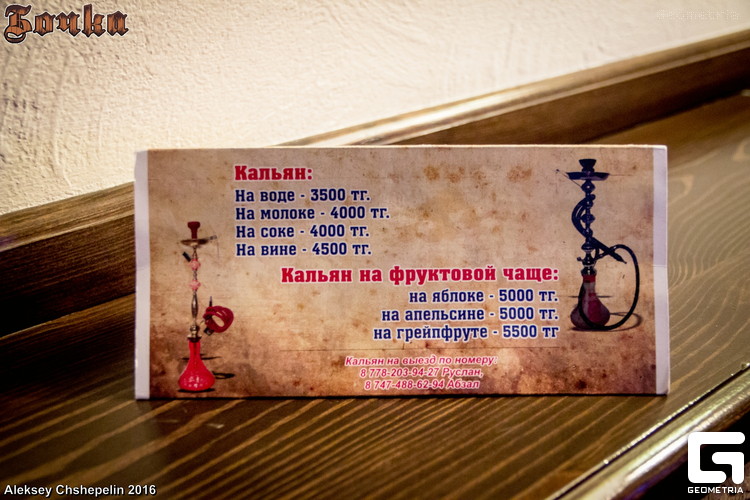 Бочка
Кальян:
На воде - 3500 тг.
На молоке - 4000 тг.
На соке - 4000 тг.
На вине - 4500 тг.
Кальян на фруктовой чаще:
на яблоке - 5000 тг.
на апельсине - 5000 тг.
на грейпфруте - 5500 тг
Кальян на выезд по номеру:
8 778-203-94-27 Руслан,
8 747-488-62-94 Абзал
Aleksey Chshepelin 2016
GEOMETRIA